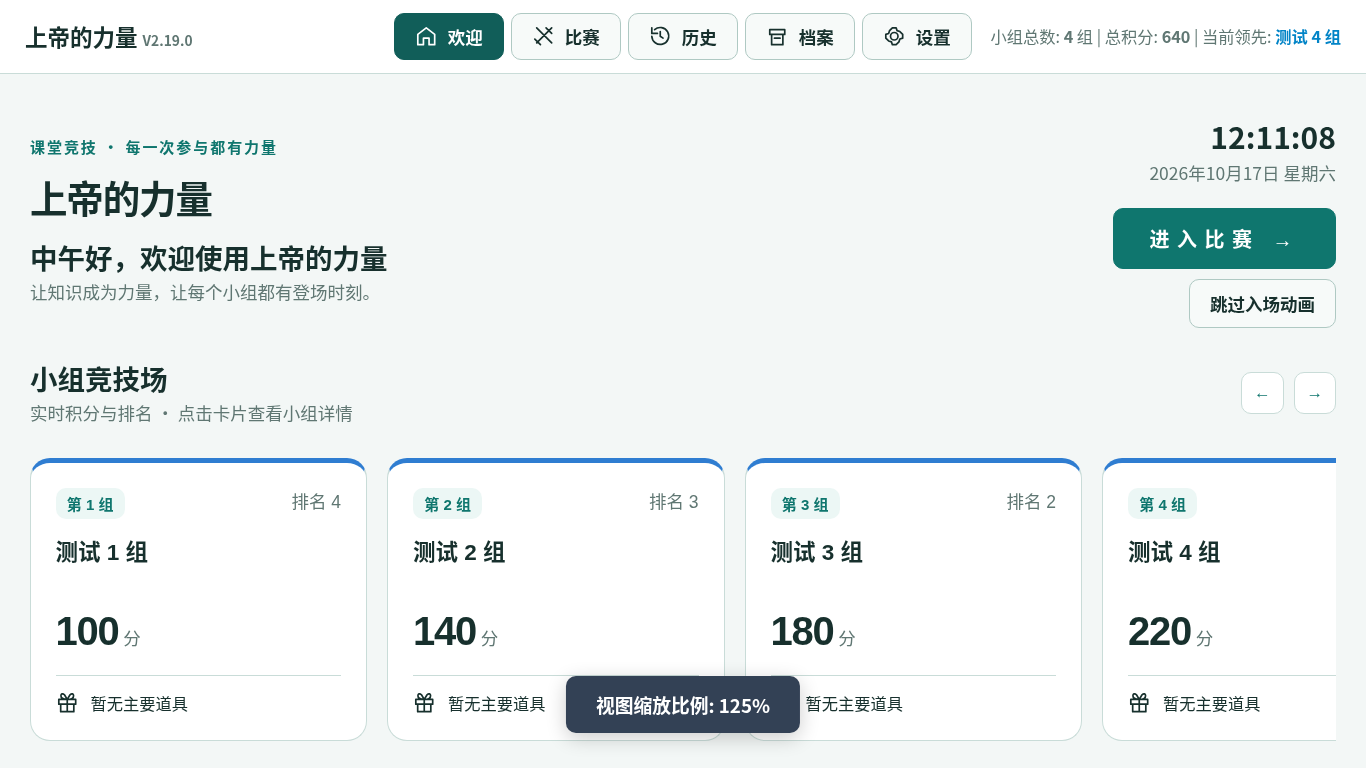 上帝的力量 V2.19.0
欢迎
比赛
历史
档案
设置
小组总数: 4 组 | 总积分: 640 | 当前领先: 测试 4 组
课堂竞技 · 每一次参与都有力量
上帝的力量
中午好，欢迎使用上帝的力量
让知识成为力量，让每个小组都有登场时刻。
12:11:08
2026年10月17日 星期六
进入比赛 →
跳过入场动画
小组竞技场
实时积分与排名 · 点击卡片查看小组详情
← →
第 1 组 排名 4
测试 1 组
100 分
暂无主要道具
第 2 组 排名 3
测试 2 组
140 分
暂无主要道具
第 3 组 排名 2
测试 3 组
180 分
暂无主要道具
第 4 组
测试 4 组
220 分
暂无主要道具
视图缩放比例: 125%